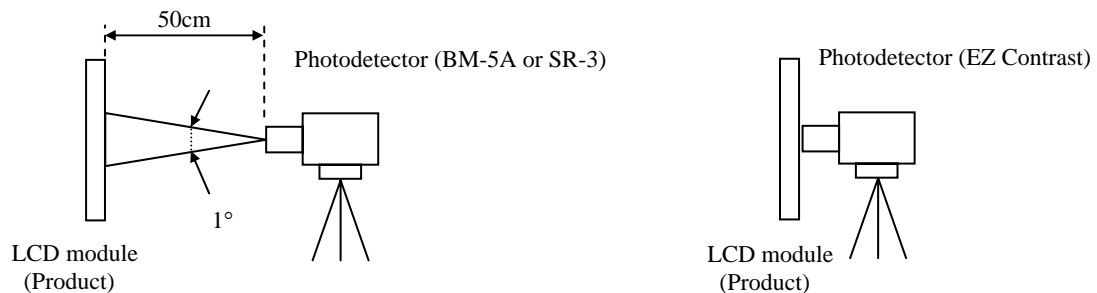 50cm
Photodetector (BM-5A or SR-3)
1°
LCD module
(Product)
Photodetector (EZ Contrast)
LCD module
(Product)